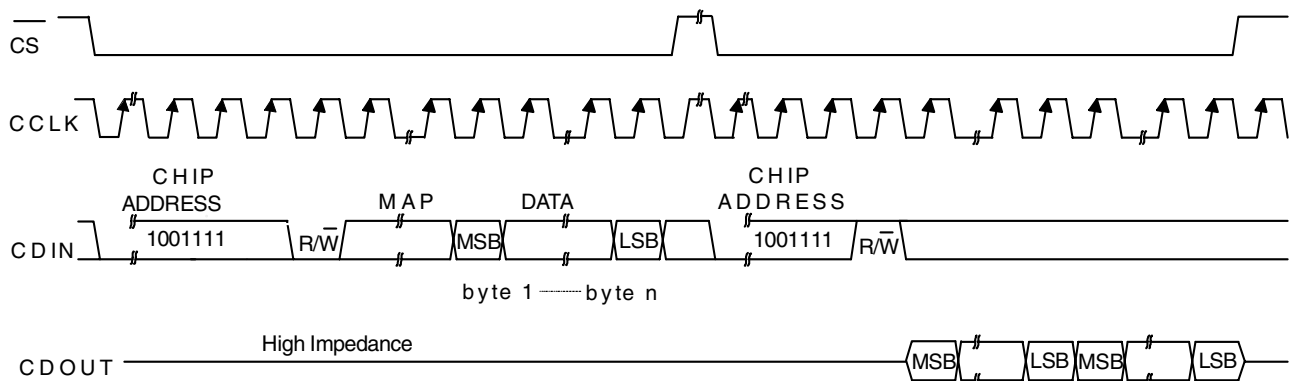 CS
CCLK
CHIP
ADDRESS
MAP
DATA
CHIP
ADDRESS
CDIN
1001111
R/W
MSB
LSB
1001111
R/W
byte 1 byte n
High Impedance
CDOUT
MSB
LSB
MSB
LSB